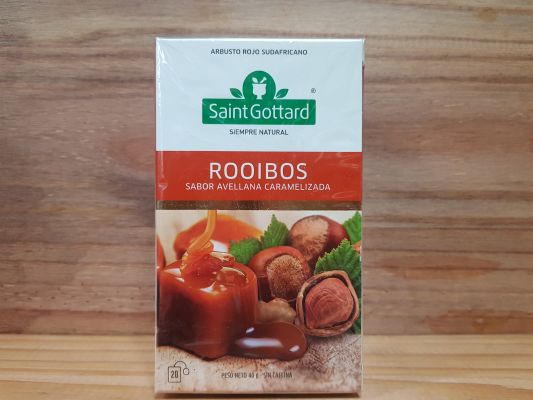 ARBUSTO ROJO SUDAFRICANO
®
SaintGottard
SIEMPRE NATURAL
ROOIBOS
SABOR AVELLANA CARAMELIZADA
20
PESO NETO 40 g - SIN CAFEÍNA